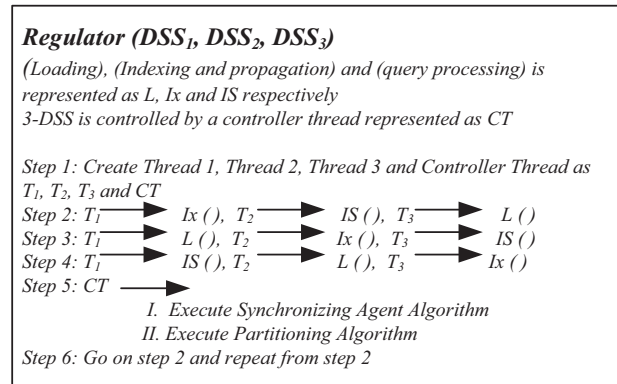 Regulator (DSS1, DSS2, DSS3)
(Loading), (Indexing and propagation) and (query processing) is
represented as L, Ix and IS respectively
3-DSS is controlled by a controller thread represented as CT
Step 1: Create Thread 1, Thread 2, Thread 3 and Controller Thread as
T1, T2, T3 and CT
Step 2: T1 Ix (), T2 IS (), T3 L ()
Step 3: T1 L (), T2 Ix (), T3 IS ()
Step 4: T1 IS (), T2 L (), T3 Ix ()
Step 5: CT
I. Execute Synchronizing Agent Algorithm
II. Execute Partitioning Algorithm
Step 6: Go on step 2 and repeat from step 2